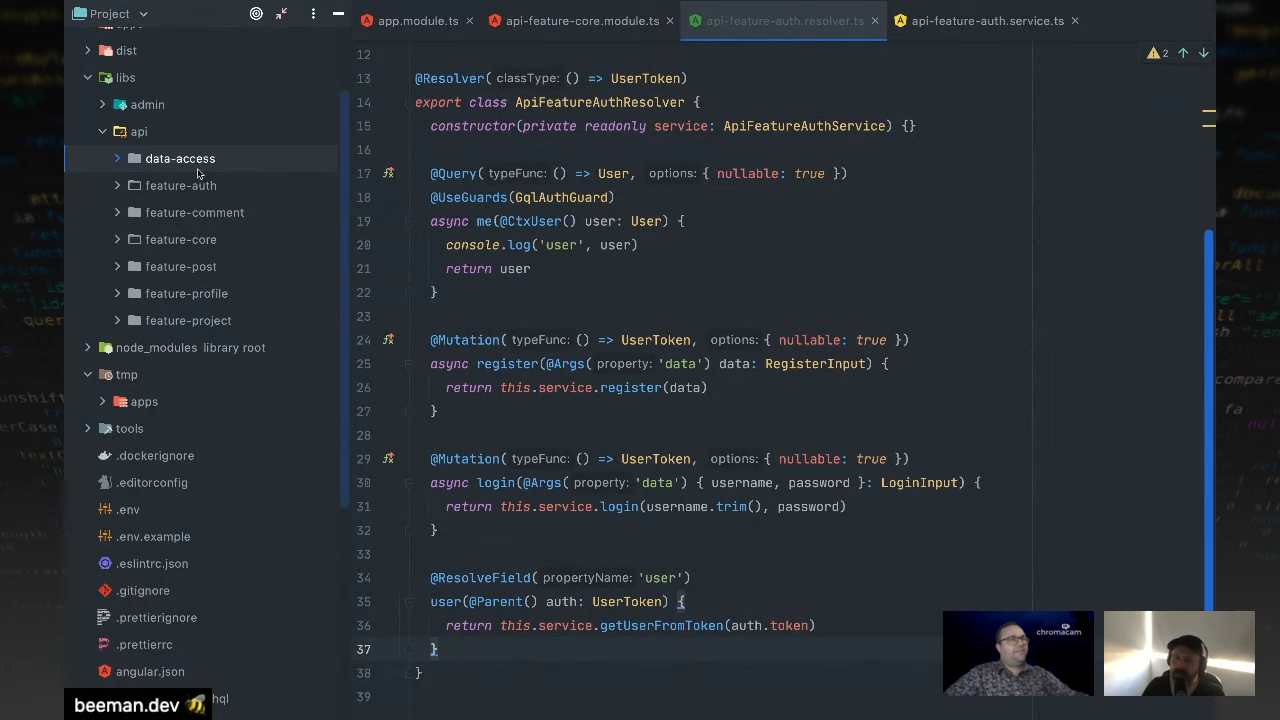 Project
app.module.ts
api-feature-core.module.ts
api-feature-auth.resolver.ts
api-feature-auth.service.ts
dist
libs
admin
api
data-access
feature-auth
feature-comment
feature-core
feature-post
feature-profile
feature-project
node_modules library root
tmp
apps
tools
.dockerignore
.editorconfig
.env
.env.example
.eslintrc.json
.gitignore
.prettierignore
.prettierrc
angular.json
2
12
13 @Resolver( classType: () => UserToken)
14 export class ApiFeatureAuthResolver {
15 constructor(private readonly service: ApiFeatureAuthService) {}
16
17 @Query( typeFunc: () => User, options: { nullable: true })
18 @UseGuards(GqlAuthGuard)
19 async me(@CtxUser() user: User) {
20 console.log('user', user)
21 return user
22 }
23
24 @Mutation( typeFunc: () => UserToken, options: { nullable: true })
25 async register(@Args( property: 'data') data: RegisterInput) {
26 return this.service.register(data)
27 }
28
29 @Mutation( typeFunc: () => UserToken, options: { nullable: true })
30 async login(@Args( property: 'data') { username, password }: LoginInput) {
31 return this.service.login(username.trim(), password)
32 }
33
34 @ResolveField( propertyName: 'user')
35 user(@Parent() auth: UserToken) {
36 return this.service.getUserFromToken(auth.token)
37 }
38 }
39
chromacam
beeman.dev